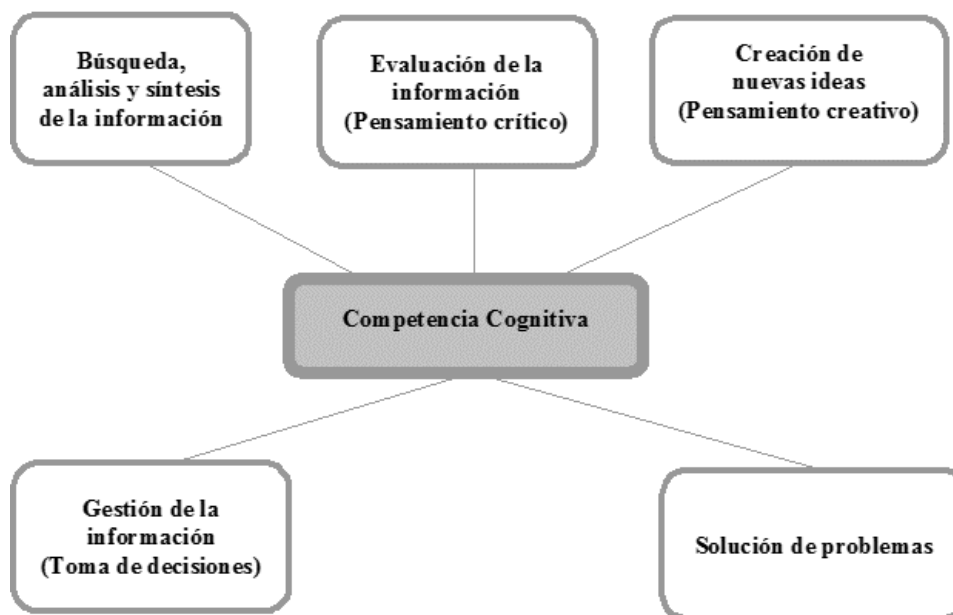 Búsqueda,
análisis y síntesis
de la información
Evaluación de la
información
(Pensamiento crítico)
Creación de
nuevas ideas
(Pensamiento creativo)
Competencia Cognitiva
Gestión de la
información
(Toma de decisiones)
Solución de problemas